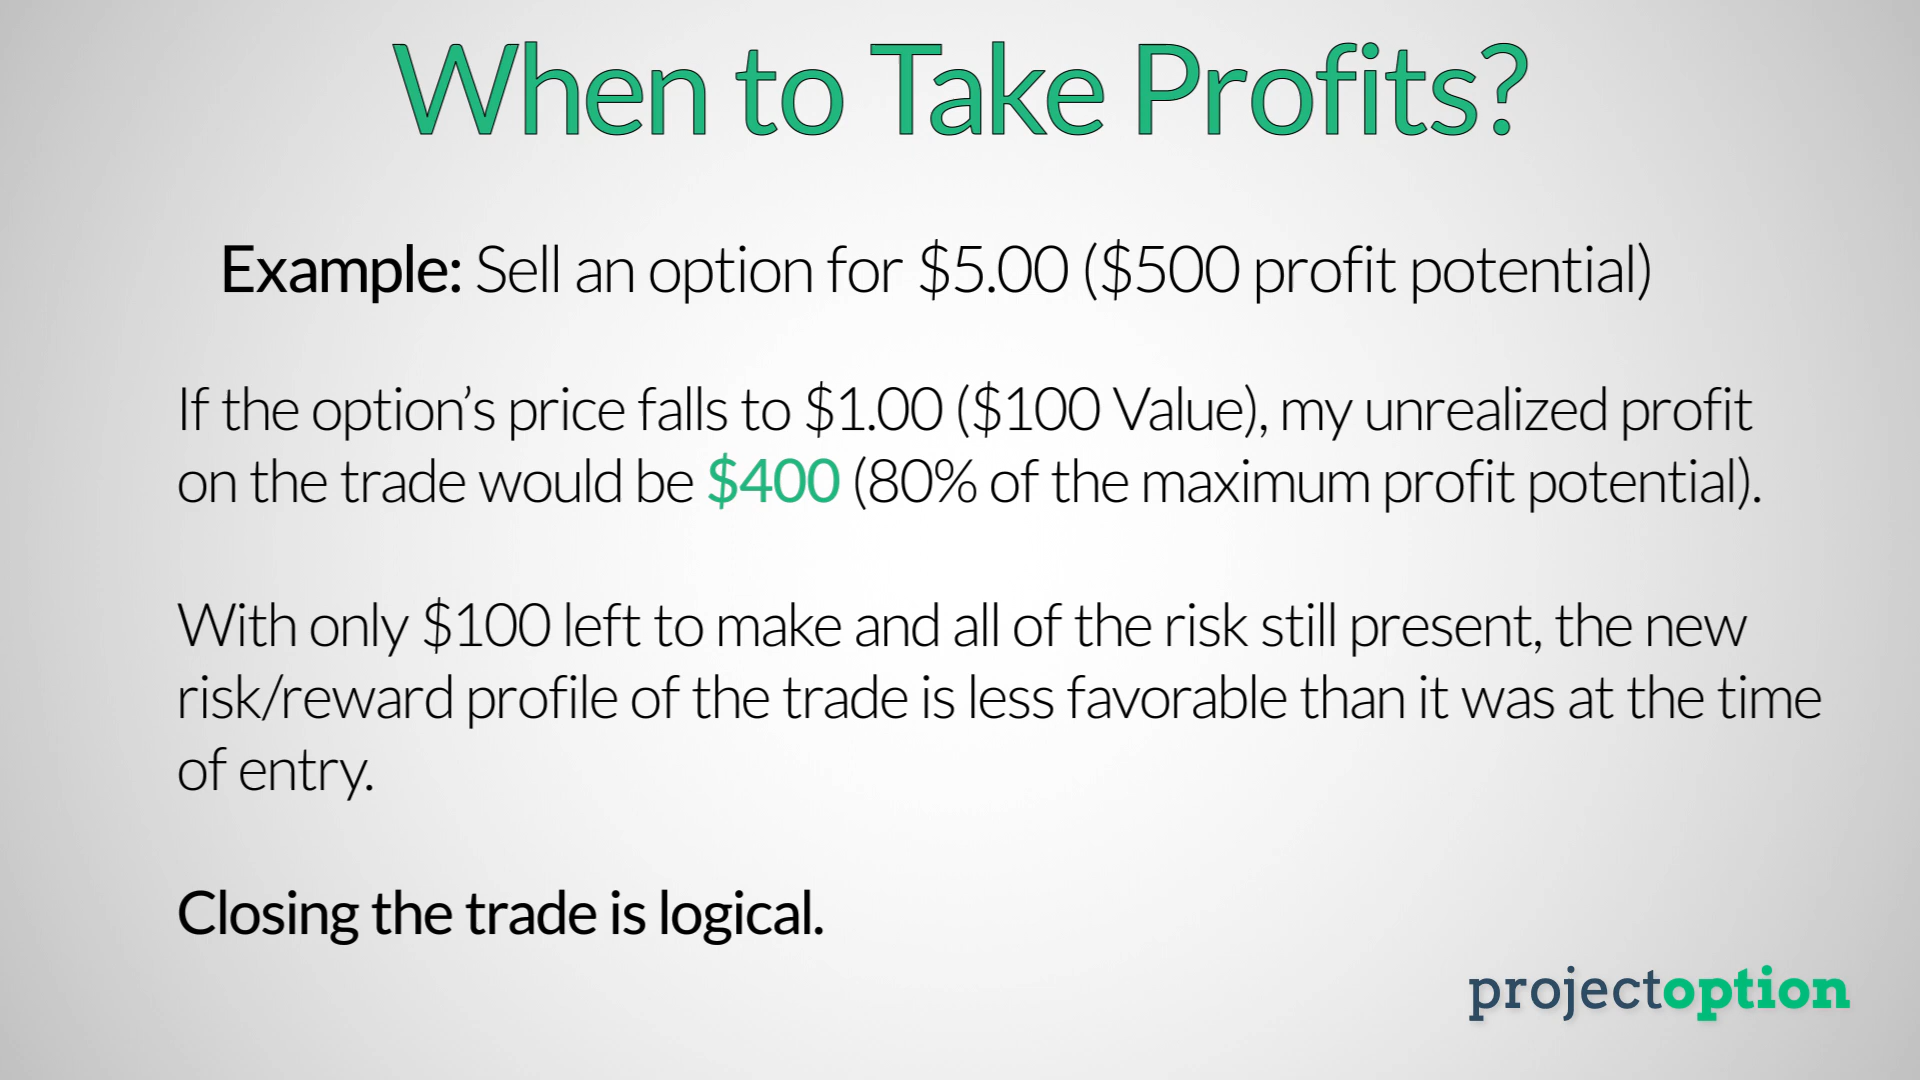 When to Take Profits?
Example: Sell an option for $5.00 ($500 profit potential)
If the option’s price falls to $1.00 ($100 Value), my unrealized profit
on the trade would be $400 (80% of the maximum profit potential).
With only $100 left to make and all of the risk still present, the new
risk/reward profile of the trade is less favorable than it was at the time
of entry.
Closing the trade is logical.
projectoption